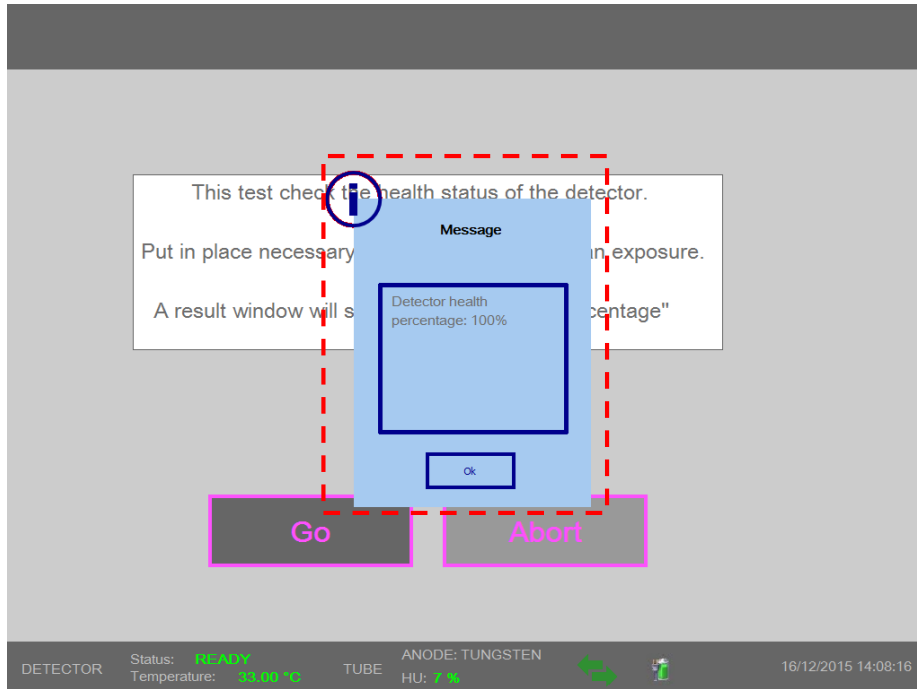 This test check the health status of the detector.
i
Message
Put in place necessary in exposure.
A result window will s centage"
Detector health
percentage: 100%
Ok
Go Abort
DETECTOR Status: READY TUBE ANODE: TUNGSTEN 16/12/2015 14:08:16
Temperature: 33.00 °C HU: 7 %